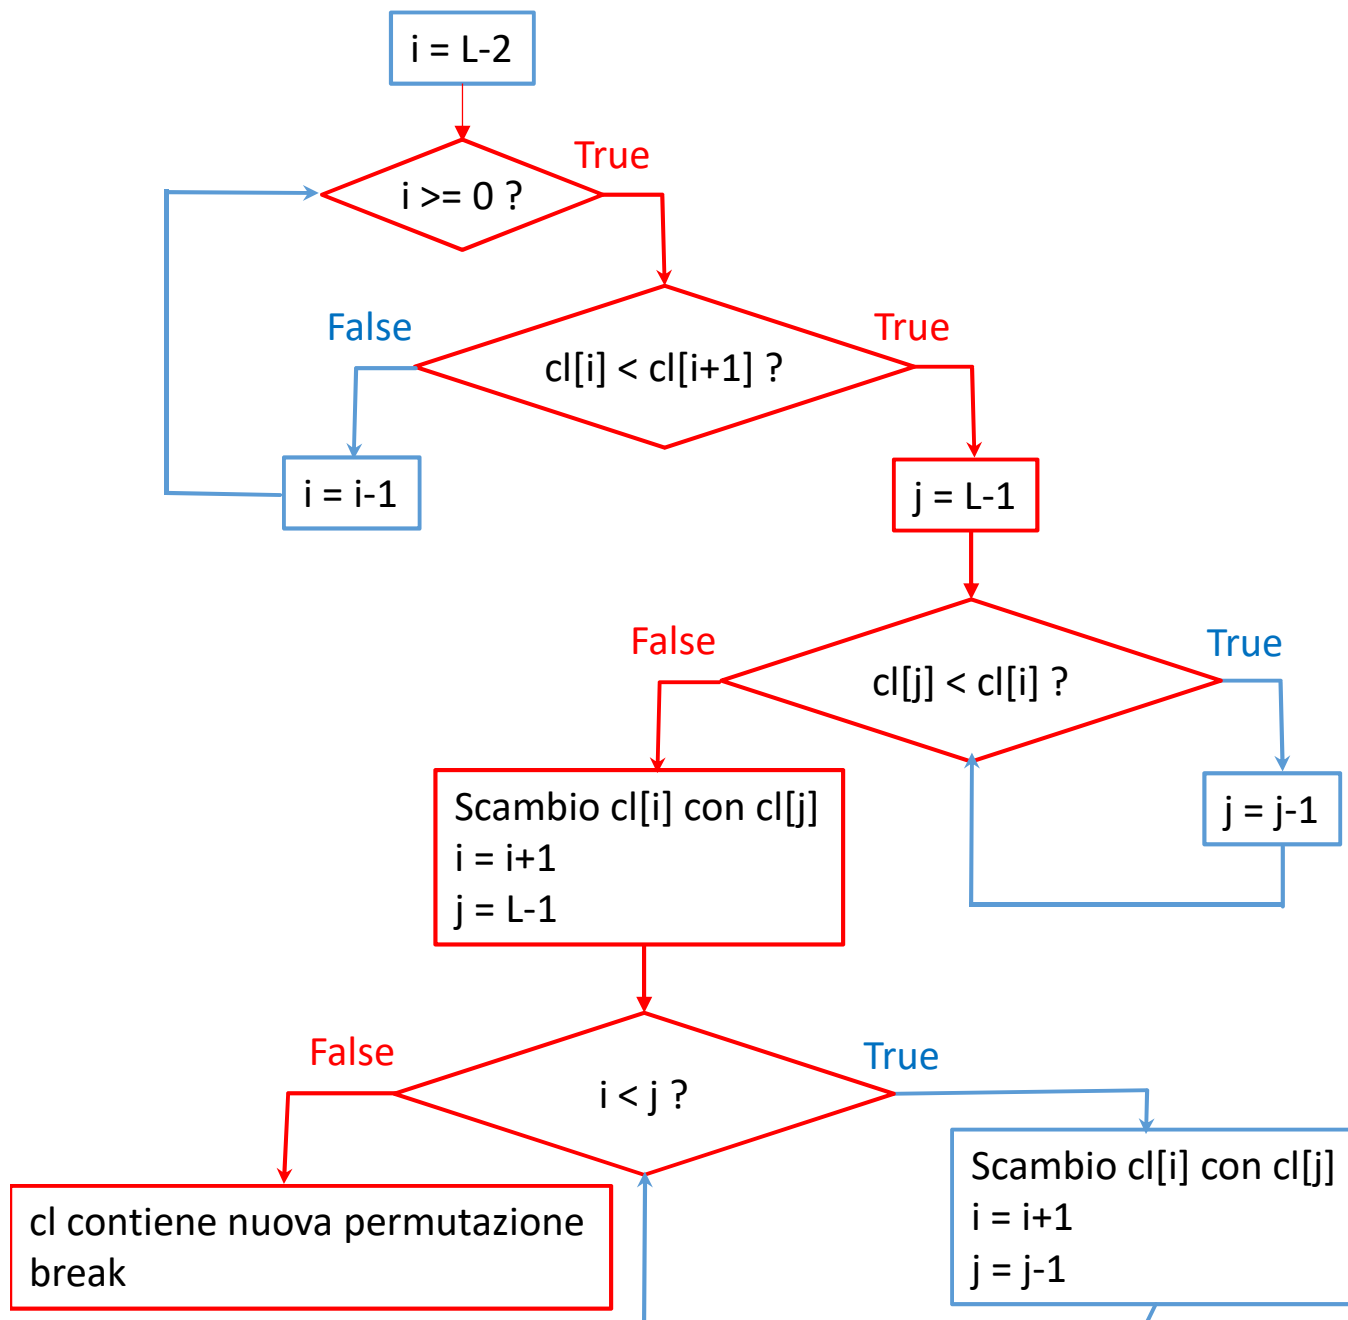 i = L-2
True
i >= 0 ?
False
True
cl[i] < cl[i+1] ?
i = i-1
j = L-1
False
True
cl[j] < cl[i] ?
Scambio cl[i] con cl[j]
i = i+1
j = L-1
j = j-1
False
True
i < j ?
Scambio cl[i] con cl[j]
i = i+1
j = j-1
cl contiene nuova permutazione
break